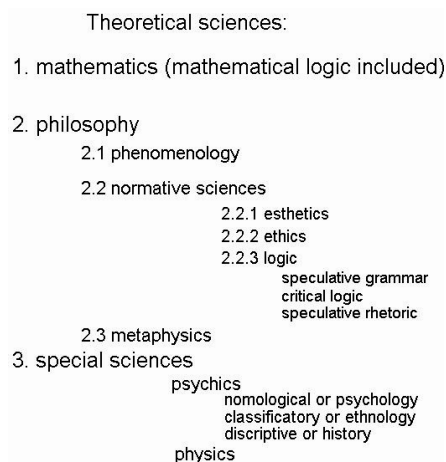 Theoretical sciences:
1. mathematics (mathematical logic included)
2. philosophy
2.1 phenomenology
2.2 normative sciences
2.2.1 esthetics
2.2.2 ethics
2.2.3 logic
speculative grammar
critical logic
speculative rhetoric
2.3 metaphysics
3. special sciences
psychics
nomological or psychology
classificatory or ethnology
discriptive or history
physics